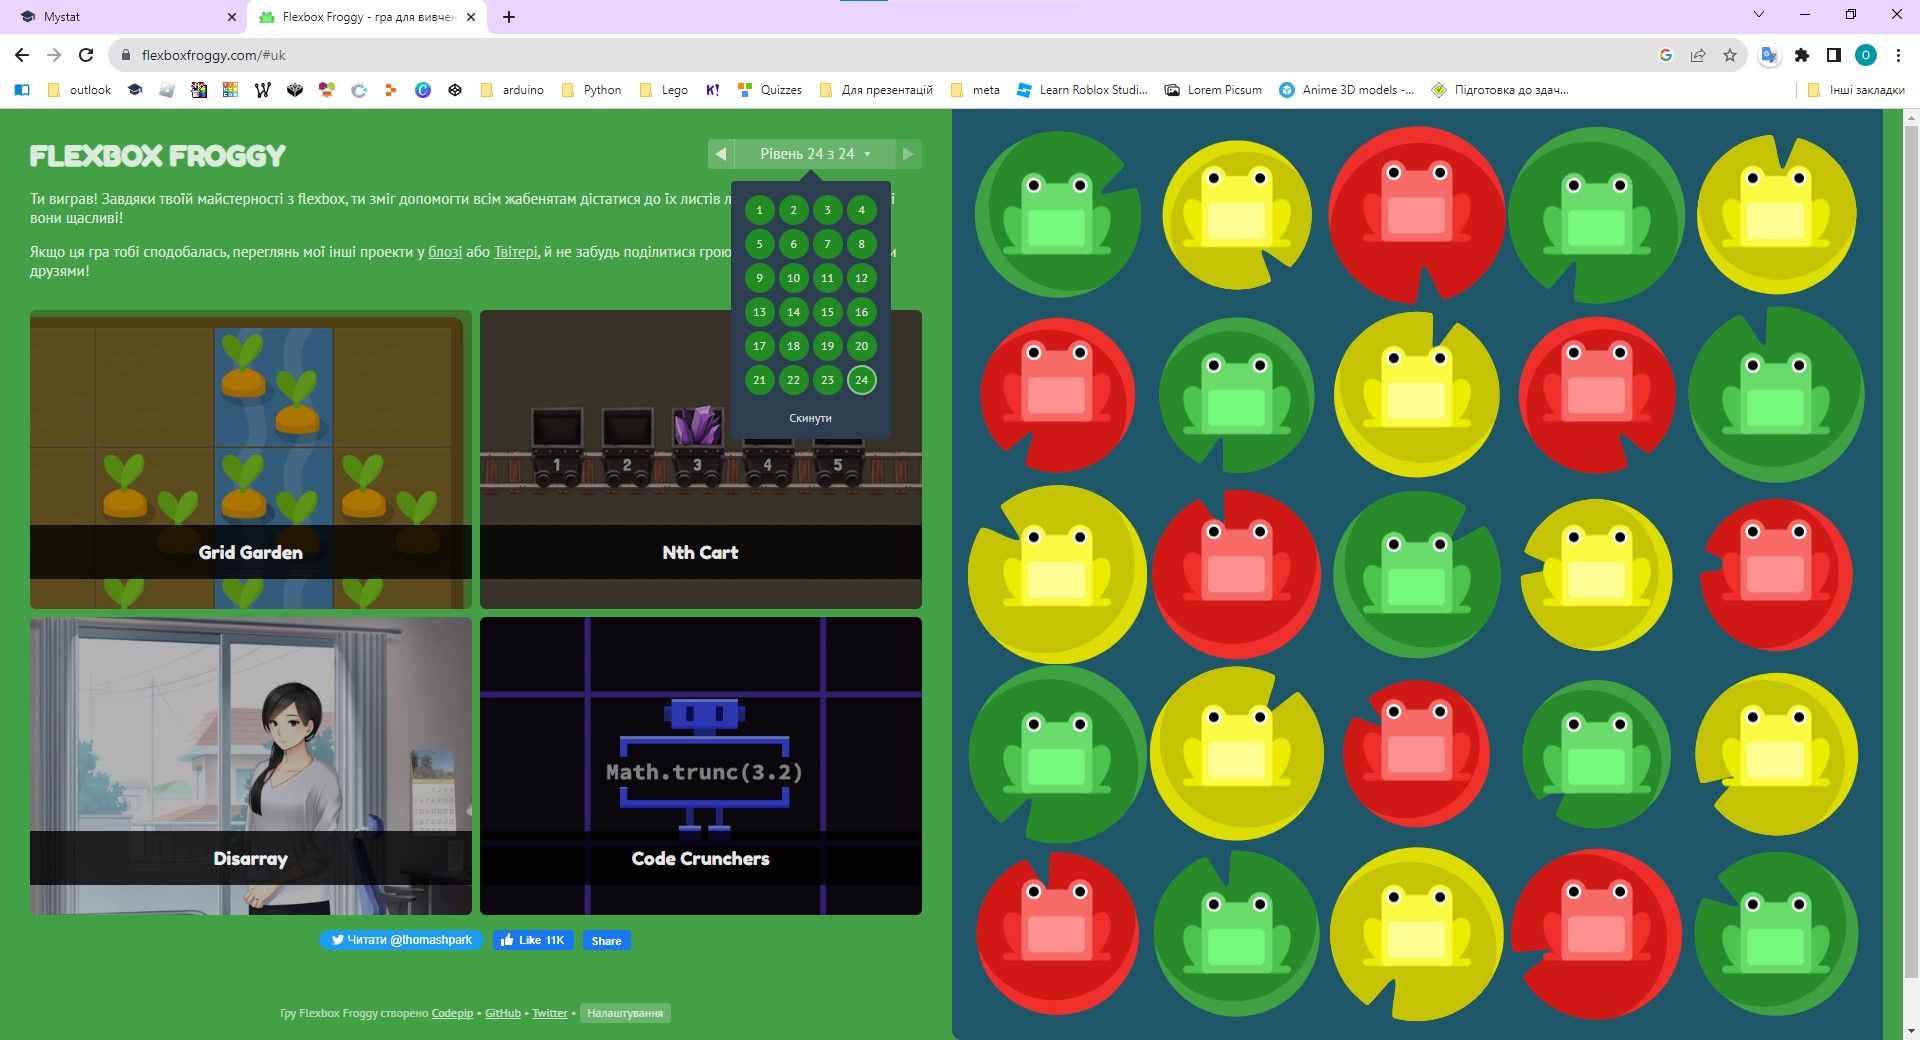 Mystat
Flexbox Froggy - гра для вивчен
flexboxfroggy.com/#uk
O
outlook
arduino
Python
Lego
K!
Quizzes
Для презентацій
meta
Learn Roblox Studi...
Lorem Picsum
Anime 3D models -...
Підготовка до здач...
Інші закладки
FLEXBOX FROGGY
Рівень 24 з 24
Ти виграв! Завдяки твоїй майстерності з flexbox, ти зміг допомогти всім жабенятам дістатися до їх листів
вони щасливі!
Якщо ця гра тобі сподобалась, переглянь мої інші проекти у блозі або Твітері, й не забудь поділитися грою
друзями!
1 2 3 4
5 6 7 8
9 10 11 12
13 14 15 16
17 18 19 20
21 22 23 24
Скинути
1 2 3 4 5
Grid Garden
Nth Cart
Math.trunc(3.2)
Disarray
Code Crunchers
Читати @thomashpark
Like 11K
Share
Гру Flexbox Froggy створено Codepip • GitHub • Twitter • Налаштування